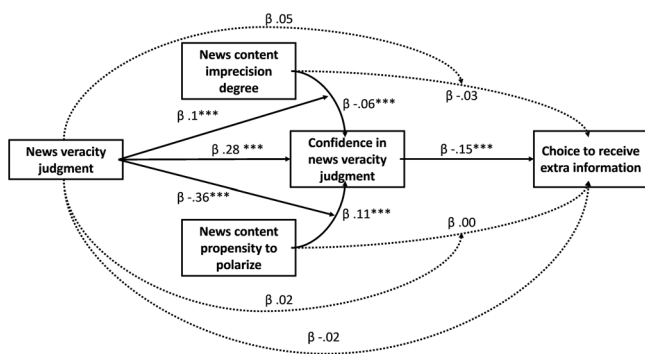 β .05
News content
imprecision
degree
β -.03
β .1***
β -.06***
News veracity
judgment
β .28 ***
Confidence in
news veracity
judgment
β -.15***
Choice to receive
extra information
β -.36***
β .11***
News content
propensity to
polarize
β .00
β .02
β -.02